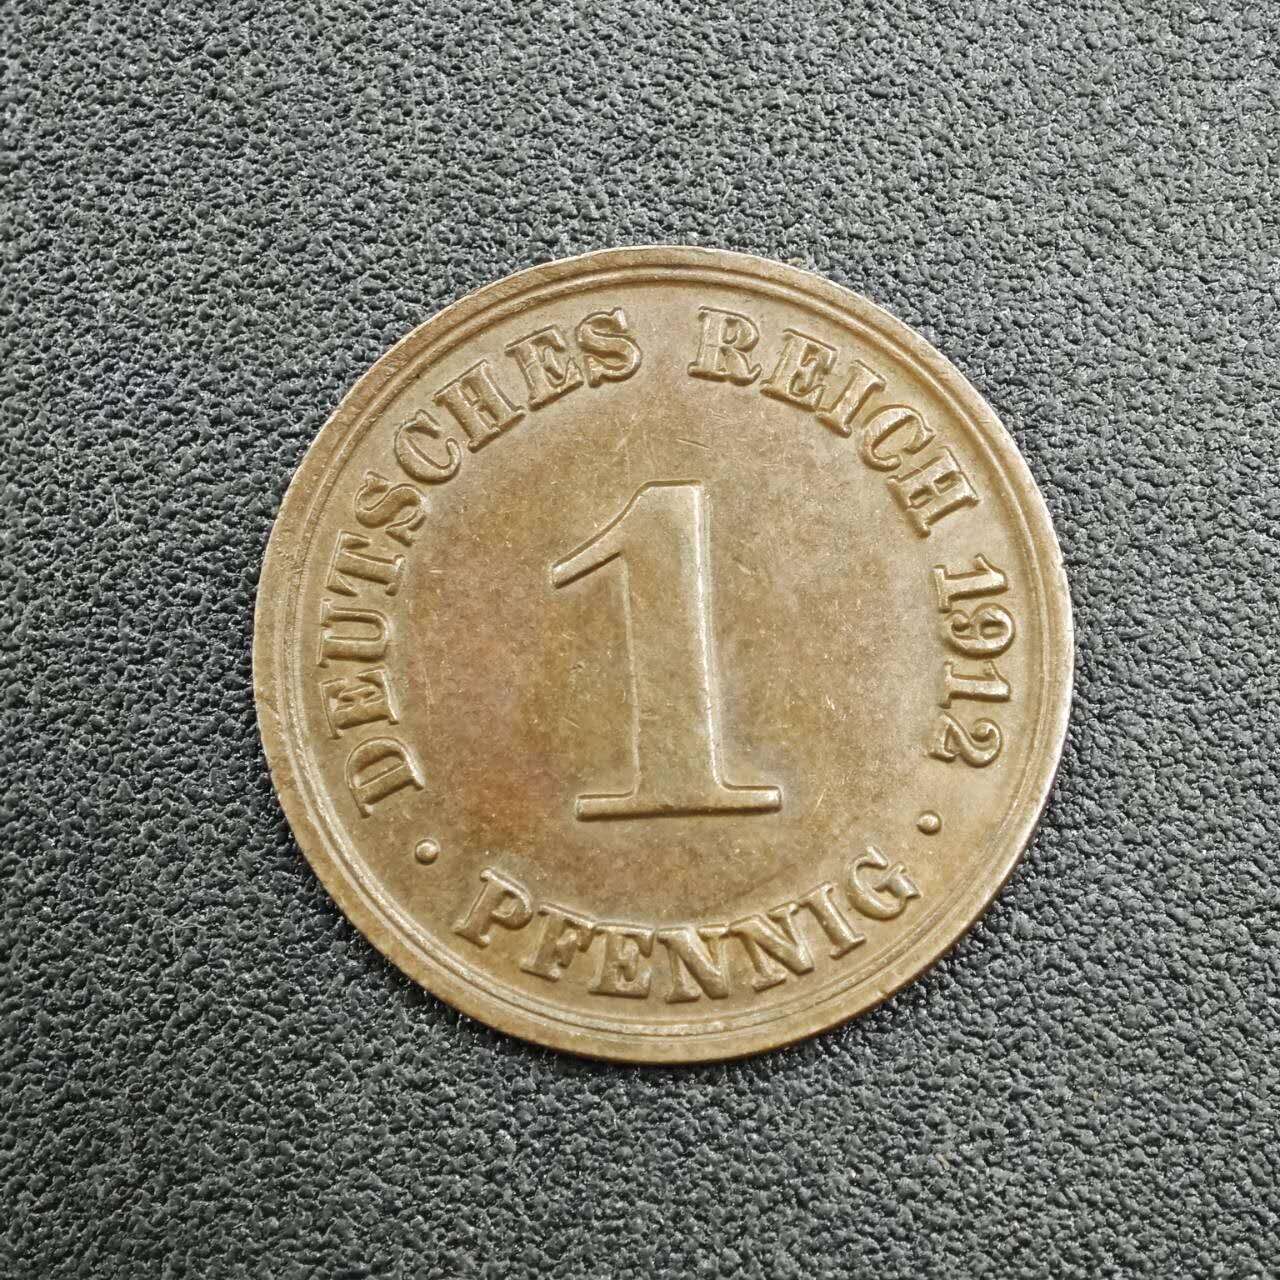 DEUTSCHES REICH 1912
1
• PFENNIG •